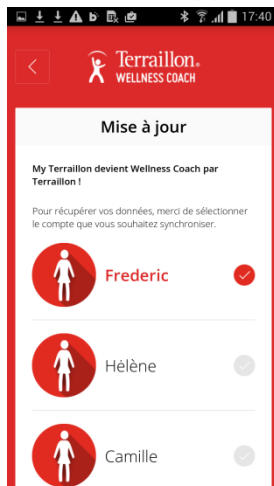 17:40
Terraillon.
WELLNESS COACH
Mise à jour
My Terraillon devient Wellness Coach par
Terraillon !
Pour récupérer vos données, merci de sélectionner
le compte que vous souhaitez synchroniser.
Frederic
Hélène
Camille